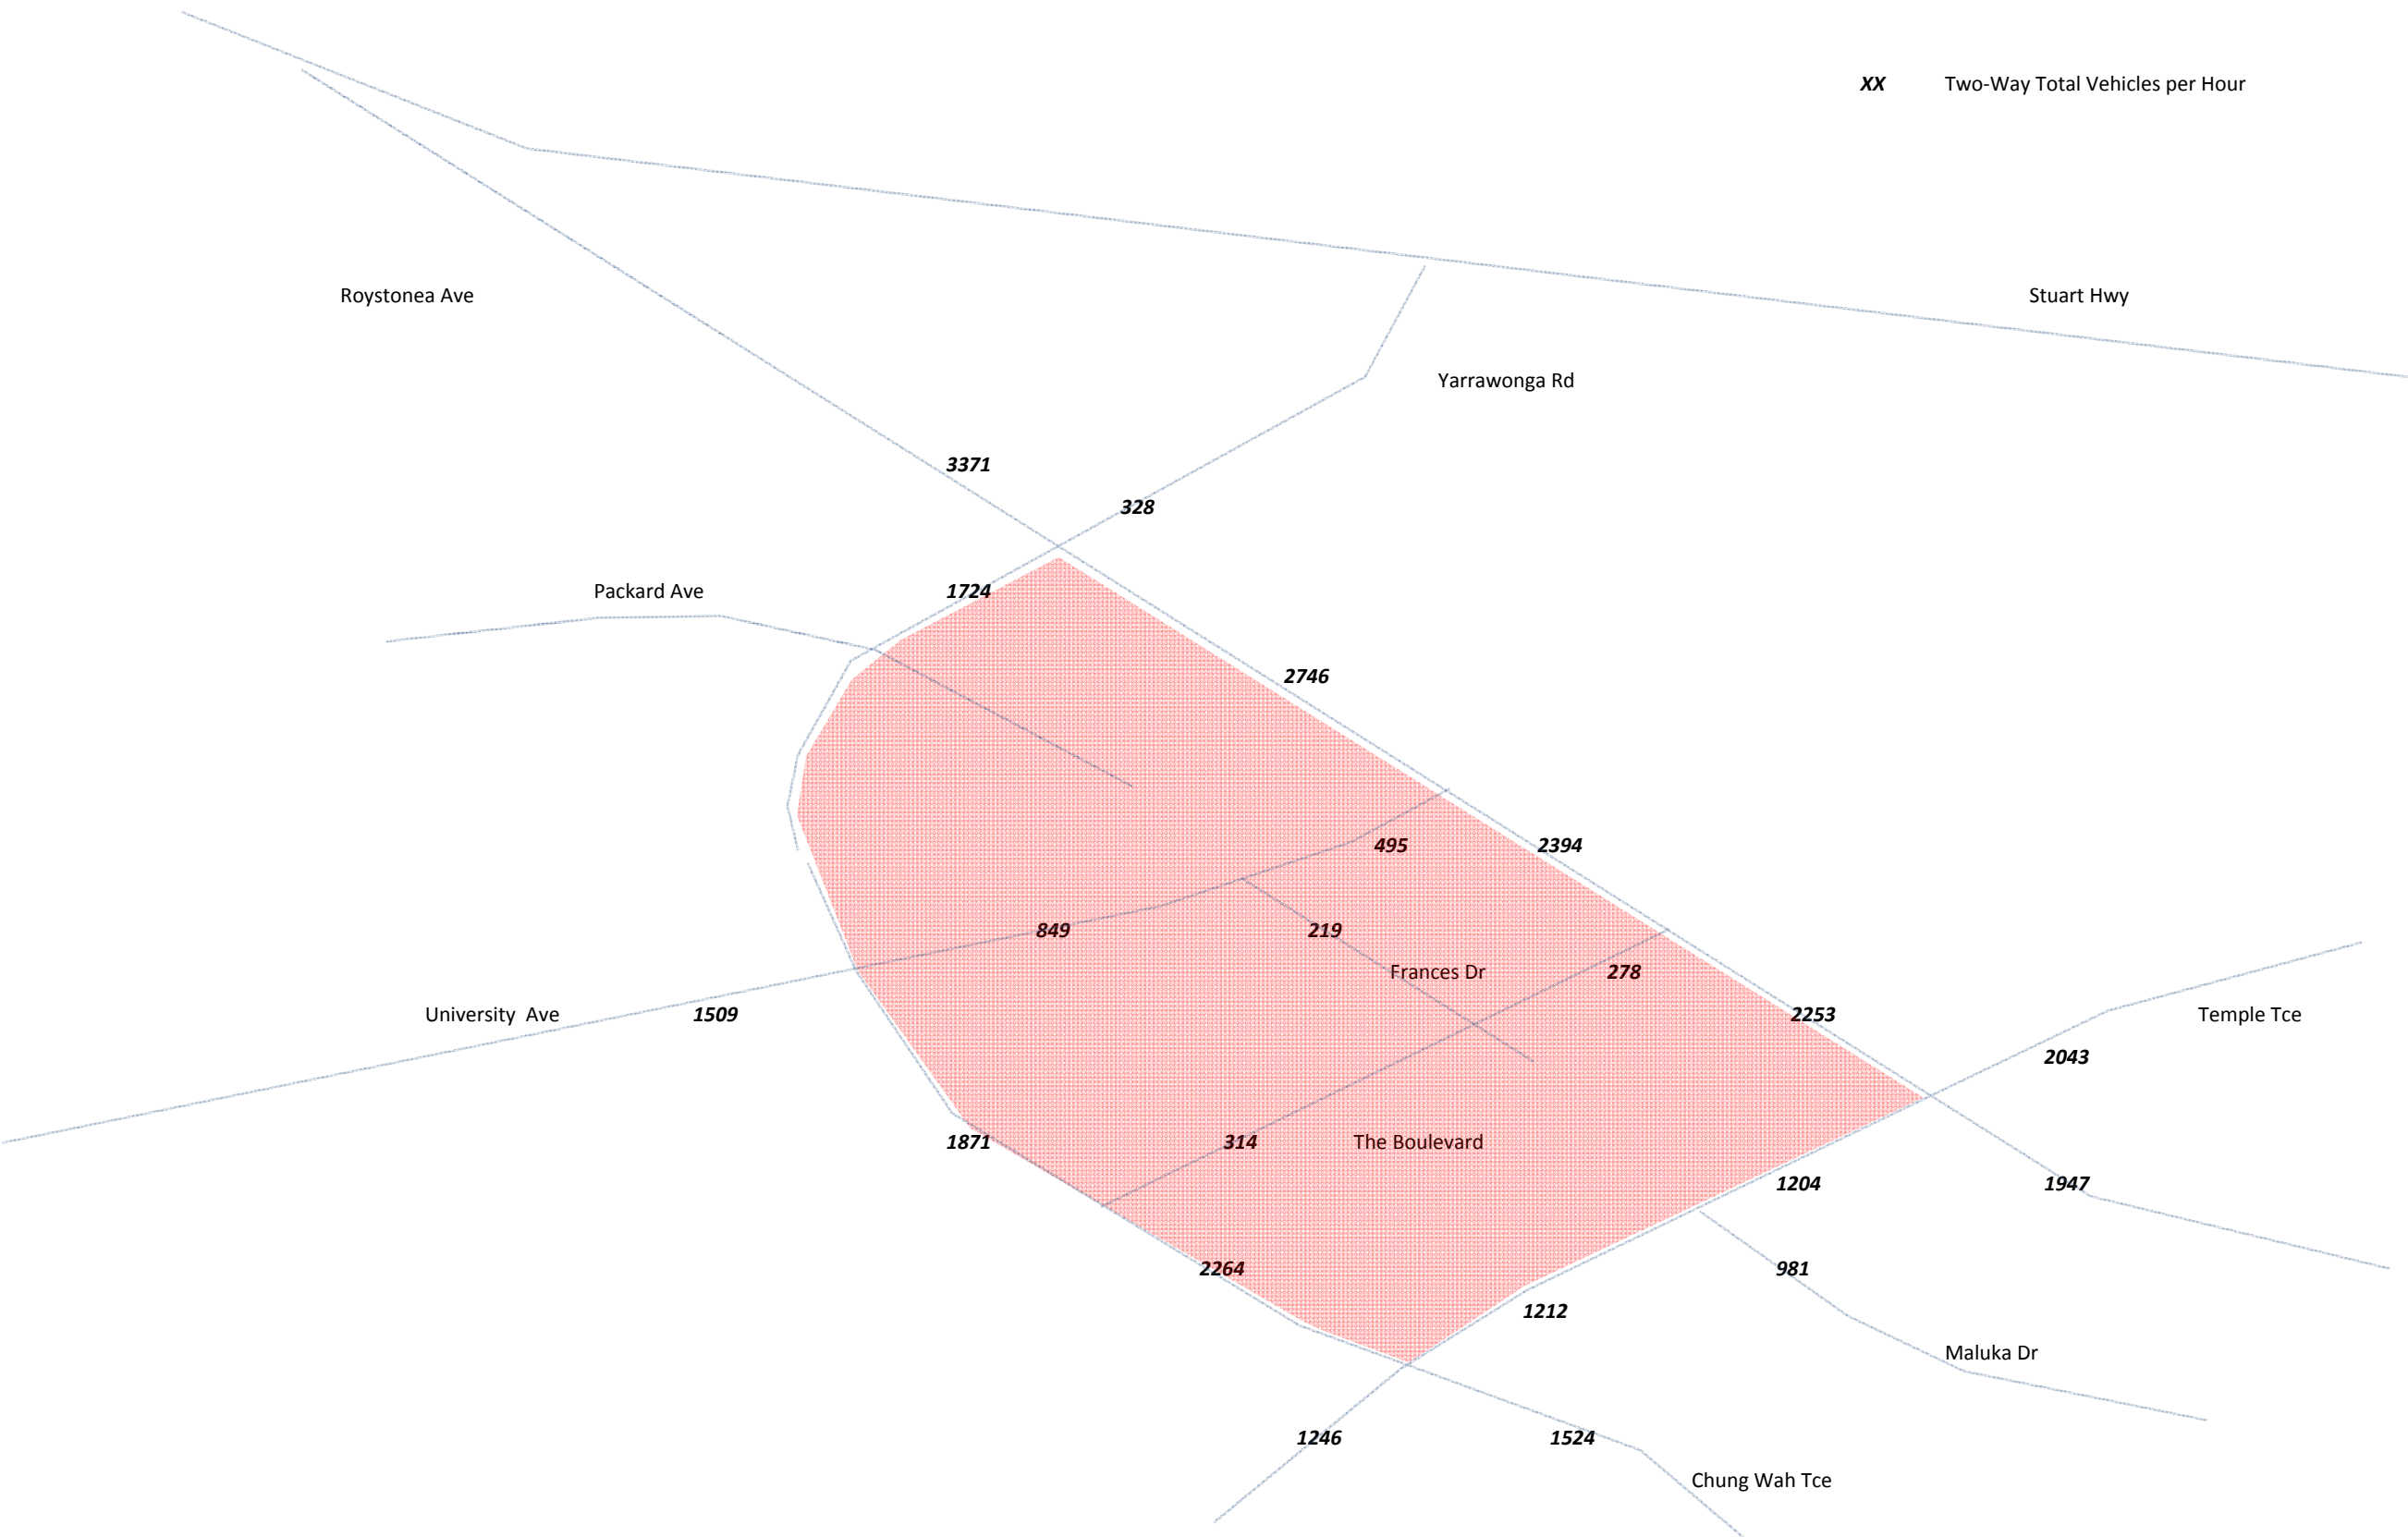 XX Two-Way Total Vehicles per Hour
Roystonea Ave
Stuart Hwy
Yarrawonga Rd
3371
328
Packard Ave
1724
2746
495
2394
849
219
Frances Dr
278
University  Ave
1509
2253
Temple Tce
2043
1871
314
The Boulevard
1204
1947
2264
981
1212
Maluka Dr
1246
1524
Chung Wah Tce